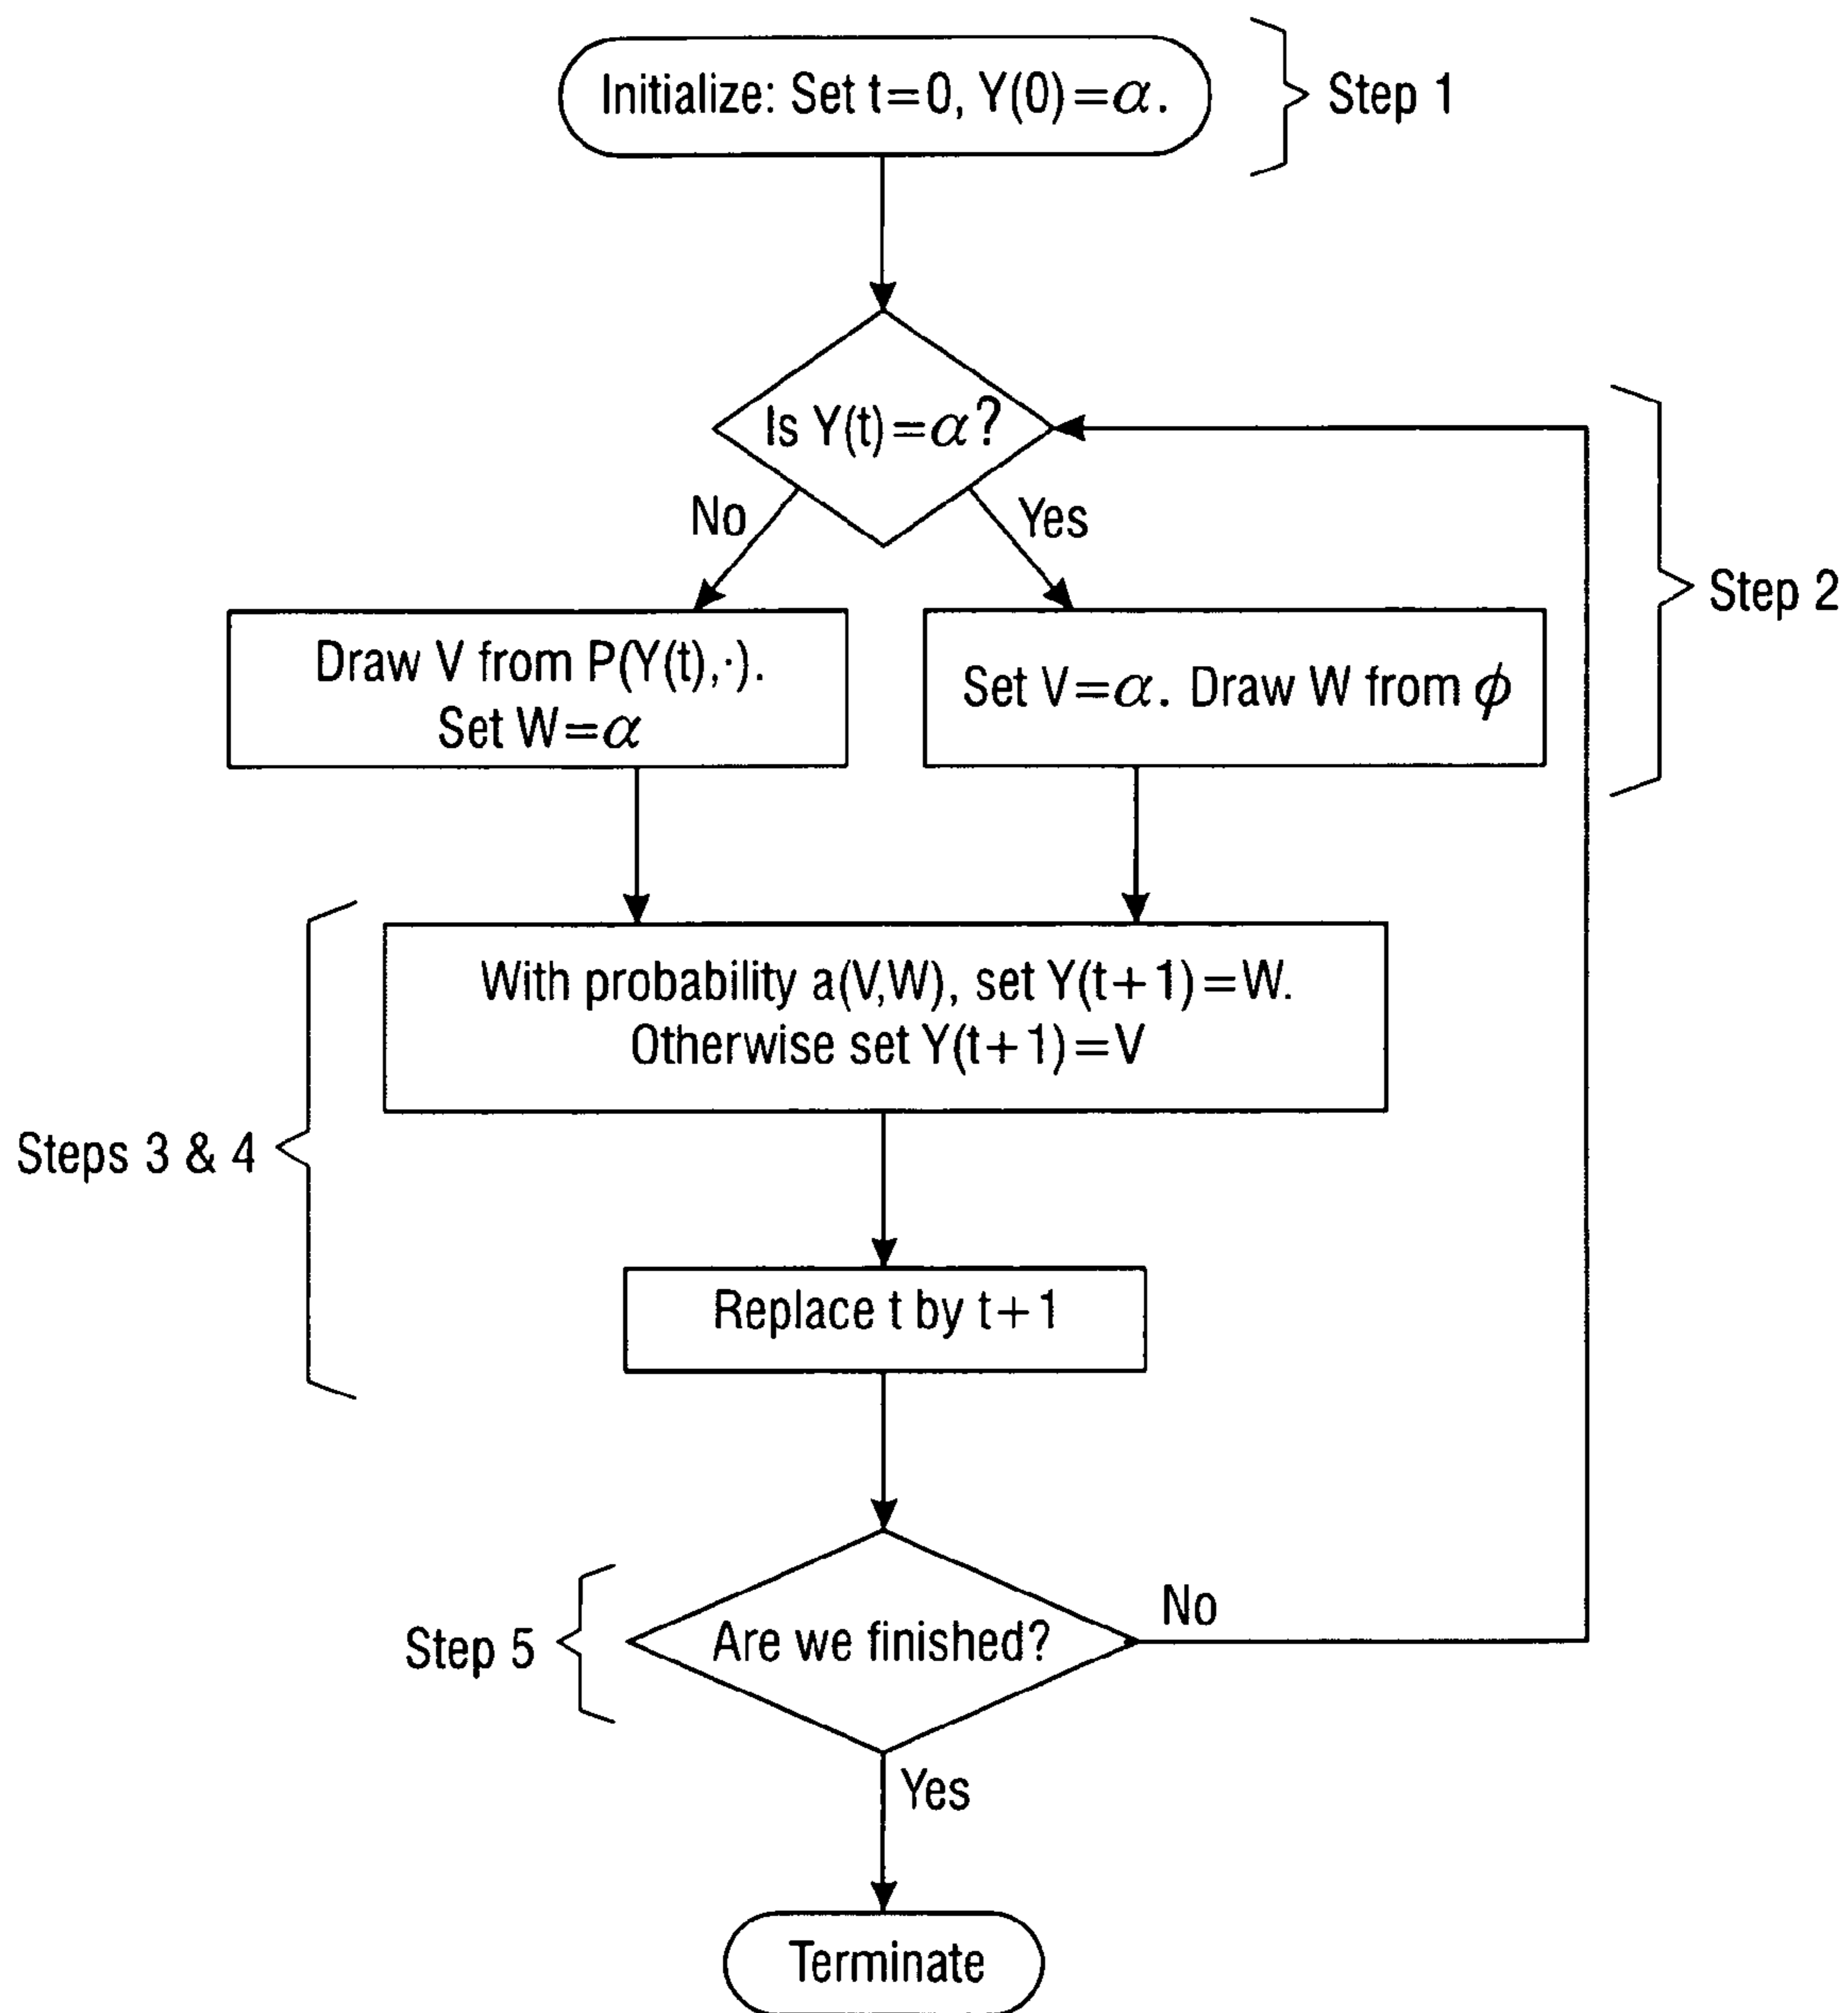 Initialize: Set t=0, Y(0)=α.
Step 1
Is Y(t)=α?
No
Yes
Step 2
Draw V from P(Y(t),·).
Set W=α
Set V=α. Draw W from ϕ
With probability a(V,W), set Y(t+1)=W.
Otherwise set Y(t+1)=V
Steps 3 & 4
Replace t by t+1
Are we finished?
No
Step 5
Yes
Terminate